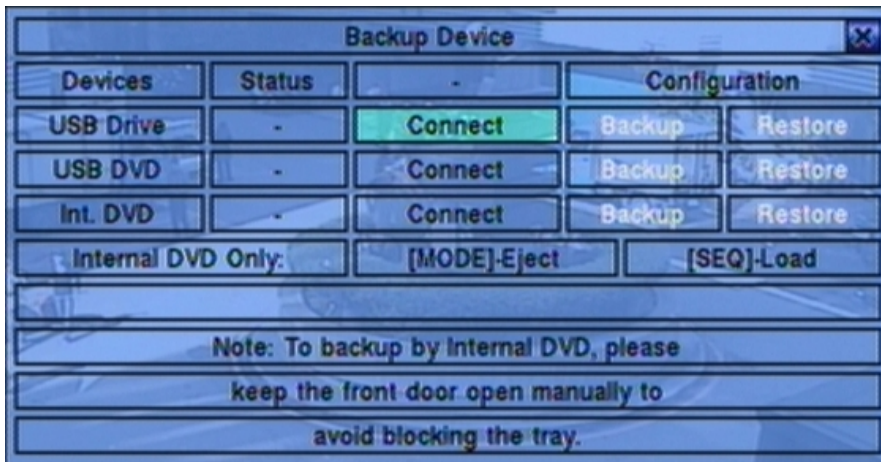 Backup Device
Devices Status - Configuration
USB Drive - Connect Backup Restore
USB DVD - Connect Backup Restore
Int. DVD - Connect Backup Restore
Internal DVD Only: [MODE]-Eject [SEQ]-Load
Note: To backup by Internal DVD, please
keep the front door open manually to
avoid blocking the tray.